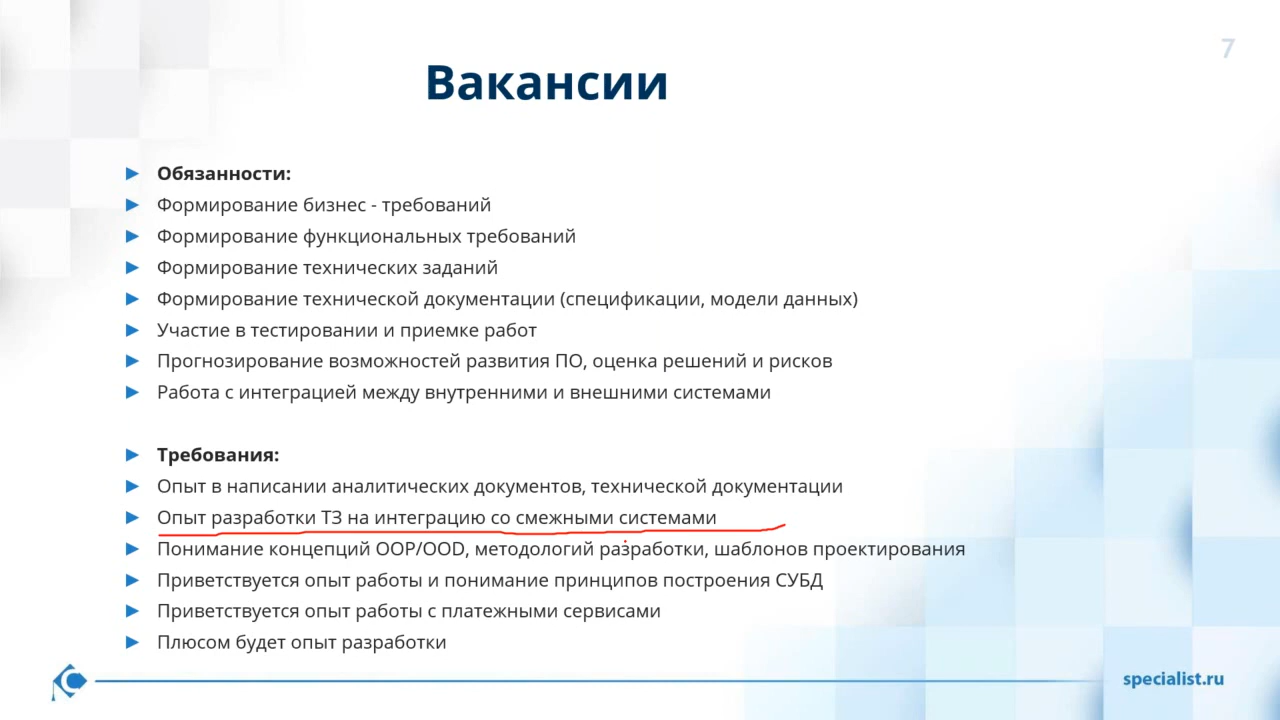 7
Вакансии
Обязанности:
Формирование бизнес - требований
Формирование функциональных требований
Формирование технических заданий
Формирование технической документации (спецификации, модели данных)
Участие в тестировании и приемке работ
Прогнозирование возможностей развития ПО, оценка решений и рисков
Работа с интеграцией между внутренними и внешними системами
Требования:
Опыт в написании аналитических документов, технической документации
Опыт разработки ТЗ на интеграцию со смежными системами
Понимание концепций OOP/OOD, методологий разработки, шаблонов проектирования
Приветствуется опыт работы и понимание принципов построения СУБД
Приветствуется опыт работы с платежными сервисами
Плюсом будет опыт разработки
specialist.ru